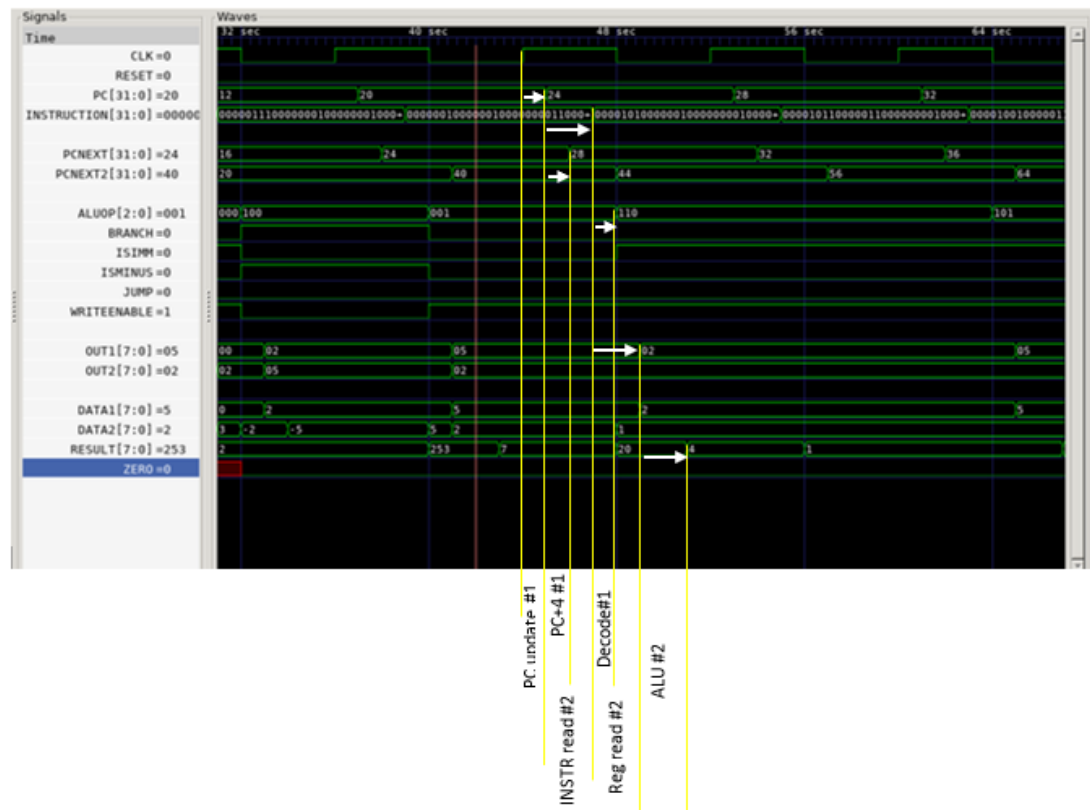 Signals
Waves
Time
32 sec 40 sec 48 sec 56 sec 64 sec
CLK=0
RESET=0
PC[31:0]=20 12 20 24 28 32
INSTRUCTION[31:0]=00000
PCNEXT[31:0]=24 16 24 28 32 36
PCNEXT2[31:0]=40 20 40 44 56 64
ALUOP[2:0]=001 000 100 001 110 101
BRANCH=0
ISIMM=0
ISMINUS=0
JUMP=0
WRITEENABLE=1
OUT1[7:0]=05 00 02 05 02 05
OUT2[7:0]=02 02 05 02
DATA1[7:0]=5 0 2 5 2 5
DATA2[7:0]=2 3 -2 -5 5 2 1
RESULT[7:0]=253 2 253 7 20 4 1
ZERO=0
PC update #1
PC+4 #1
INSTR read #2
Decode#1
Reg read #2
ALU #2